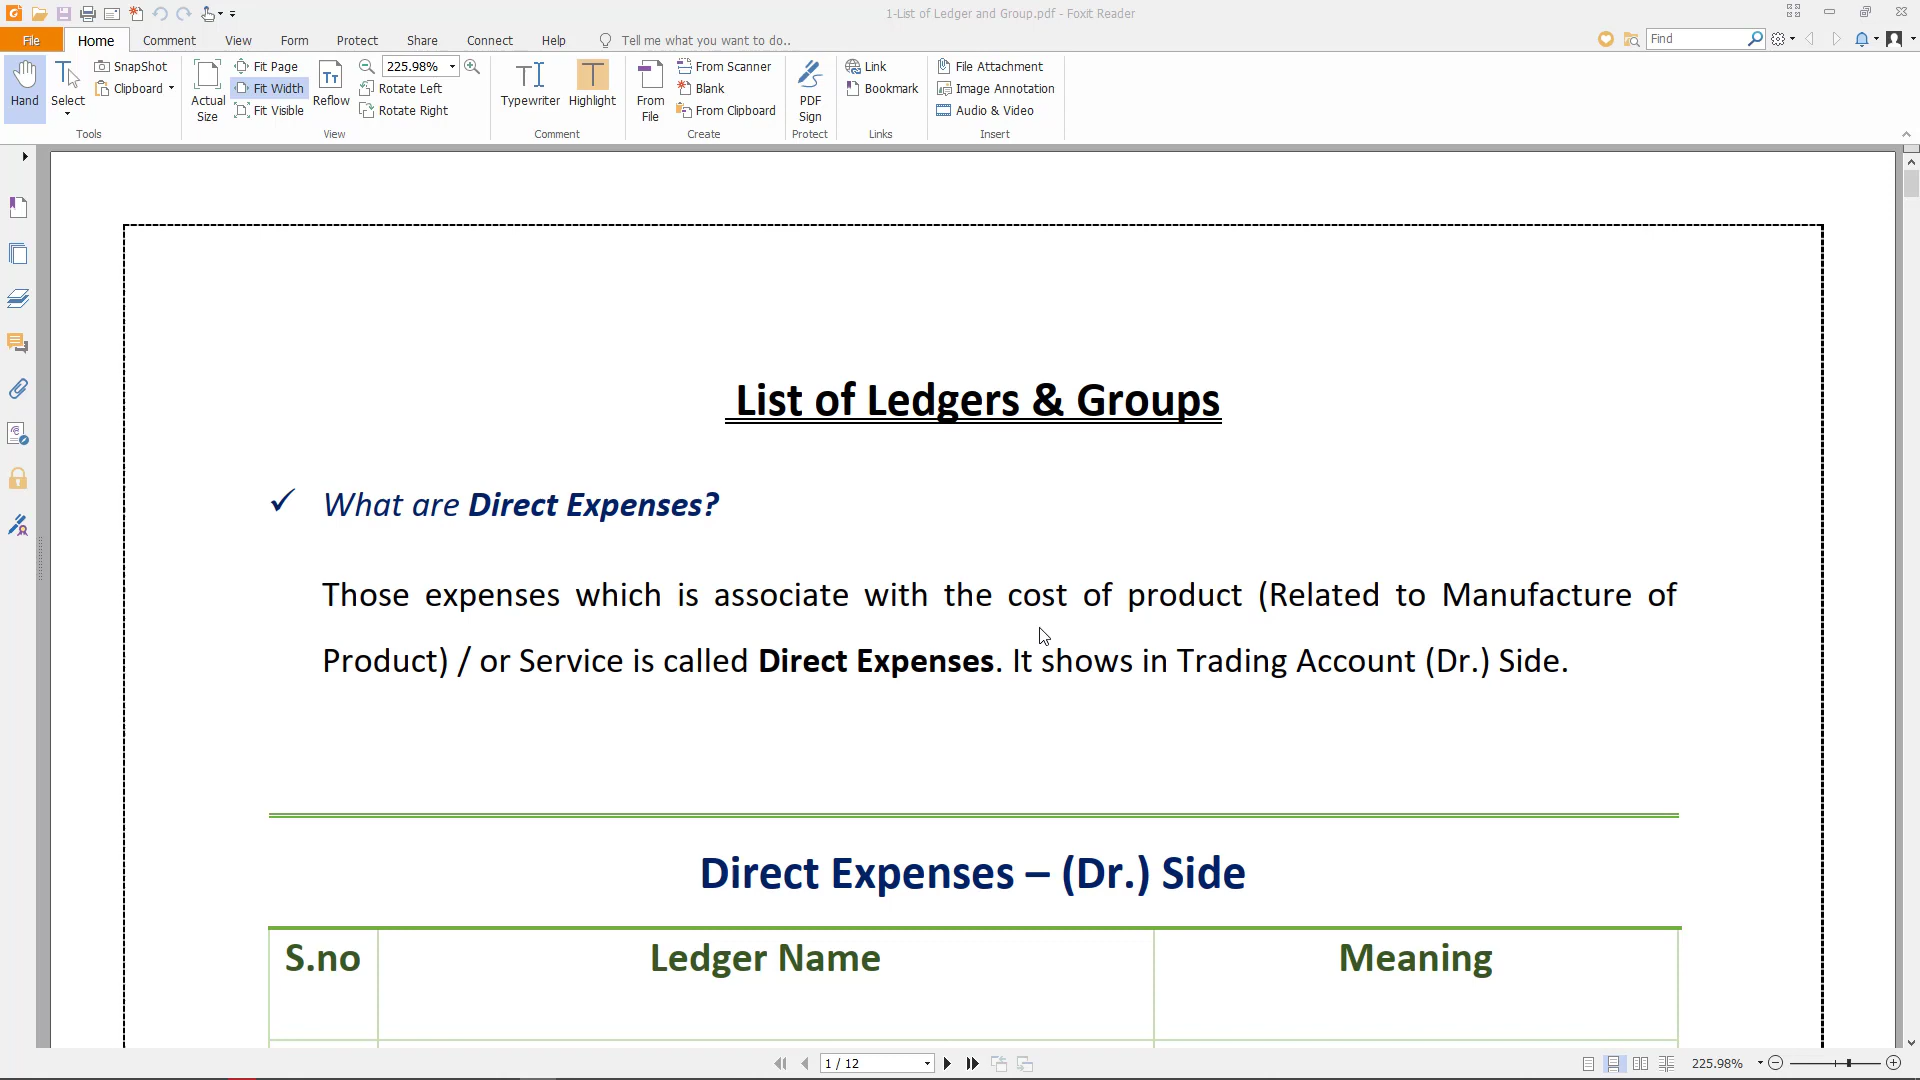 1-List of Ledger and Group.pdf - Foxit Reader
File Home Comment View Form Protect Share Connect Help Tell me what you want to do.. Find
Hand
Select
SnapShot
Clipboard
Tools
Actual
Size
Fit Page
Fit Width
Fit Visible
Reflow
225.98%
Rotate Left
Rotate Right
View
Typewriter
Highlight
Comment
From
File
From Scanner
Blank
From Clipboard
Create
PDF
Sign
Protect
Link
Bookmark
Links
File Attachment
Image Annotation
Audio & Video
Insert
List of Ledgers & Groups
✓ What are Direct Expenses?
Those expenses which is associate with the cost of product (Related to Manufacture of
Product) / or Service is called Direct Expenses. It shows in Trading Account (Dr.) Side.
Direct Expenses – (Dr.) Side
S.no Ledger Name Meaning
1 / 12
225.98%